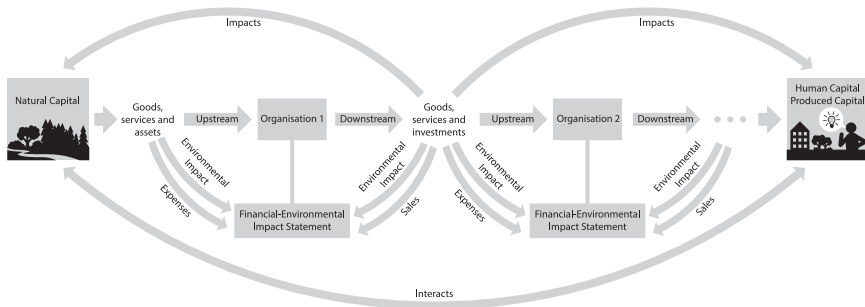 Impacts
Impacts
Natural Capital
Goods,
services and
assets
Upstream
Organisation 1
Downstream
Goods,
services and
investments
Upstream
Organisation 2
Downstream
Human Capital
Produced Capital
Environmental
Impact
Expenses
Environmental
Impact
Sales
Environmental
Impact
Expenses
Environmental
Impact
Sales
Financial-Environmental
Impact Statement
Financial-Environmental
Impact Statement
Interacts